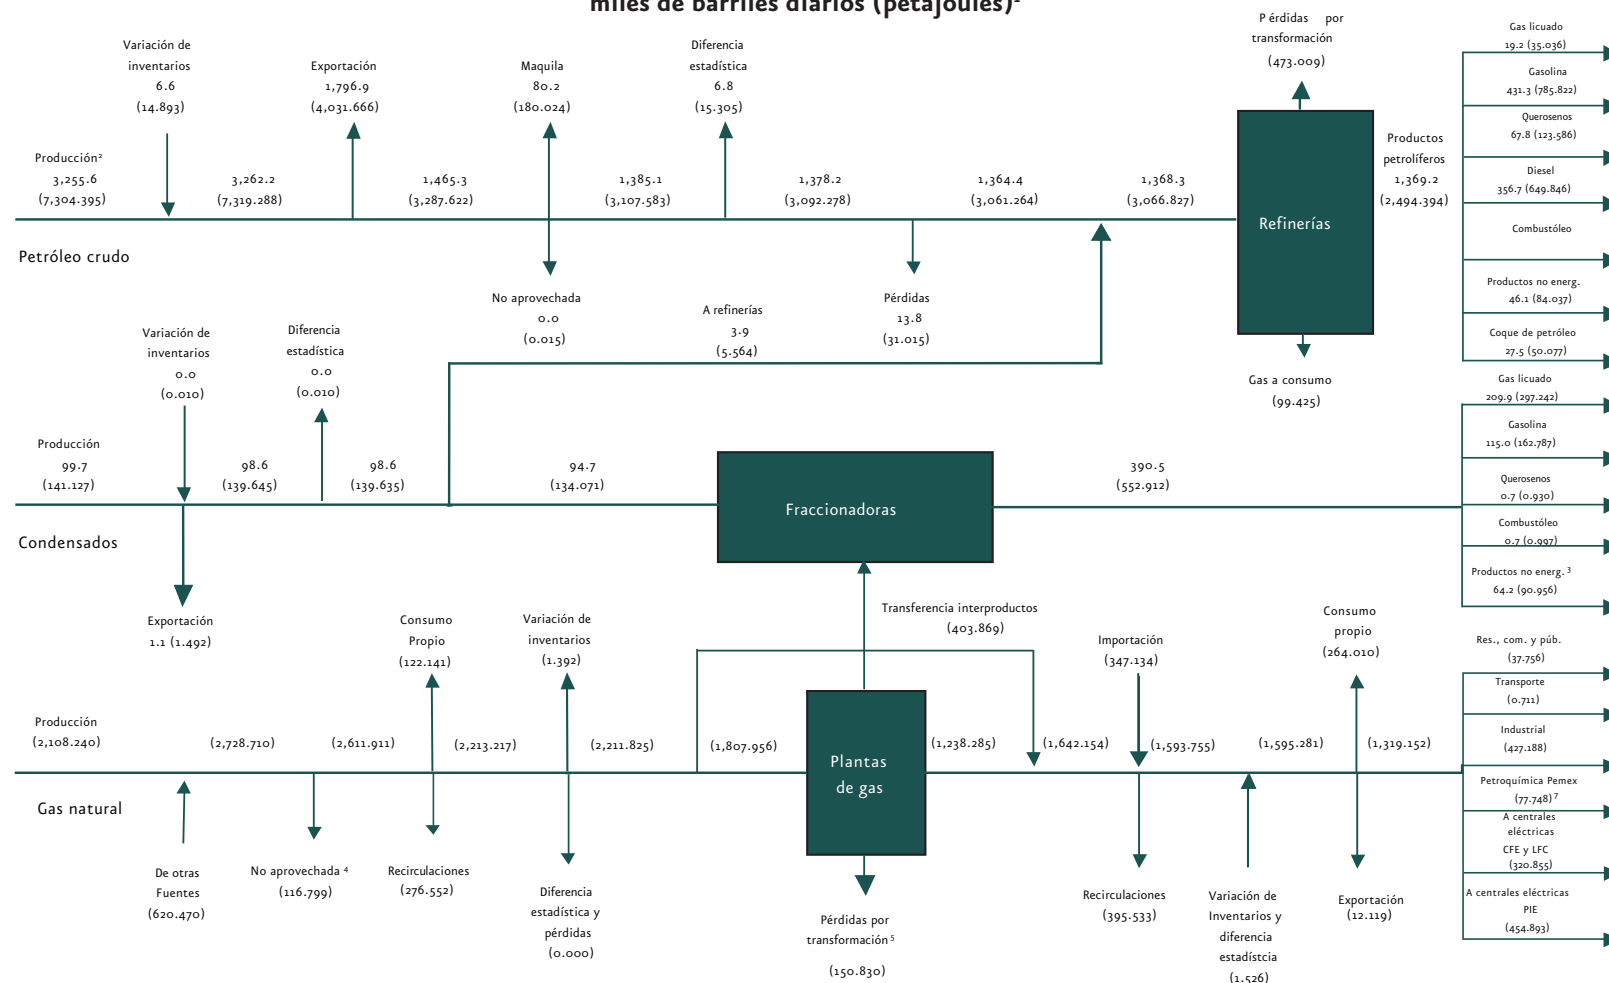 miles de barriles diarios (petajoules)¹
Variación de
inventarios
6.6
(14.893)
Exportación
1,796.9
(4,031.666)
Maquila
80.2
(180.024)
Diferencia
estadística
6.8
(15.305)
Pérdidas por
transformación
(473.009)
Producción²
3,255.6
(7,304.395)
3,262.2
(7,319.288)
1,465.3
(3,287.622)
1,385.1
(3,107.583)
1,378.2
(3,092.278)
1,364.4
(3,061.264)
1,368.3
(3,066.827)
Refinerías
Productos
petrolíferos
1,369.2
(2,494.394)
Gas licuado
19.2 (35.036)
Gasolina
431.3 (785.822)
Querosenos
67.8 (123.586)
Diesel
356.7 (649.846)
Combustóleo
Productos no energ.
46.1 (84.037)
Coque de petróleo
27.5 (50.077)
Petróleo crudo
No aprovechada
0.0
(0.015)
A refinerías
3.9
(5.564)
Pérdidas
13.8
(31.015)
Gas a consumo
(99.425)
Variación de
inventarios
0.0
(0.010)
Diferencia
estadística
0.0
(0.010)
Producción
99.7
(141.127)
98.6
(139.645)
98.6
(139.635)
94.7
(134.071)
Fraccionadoras
390.5
(552.912)
Gas licuado
209.9 (297.242)
Gasolina
115.0 (162.787)
Querosenos
0.7 (0.930)
Combustóleo
0.7 (0.997)
Productos no energ. ³
64.2 (90.956)
Condensados
Exportación
1.1 (1.492)
Consumo
Propio
(122.141)
Variación de
inventarios
(1.392)
Transferencia interproductos
(403.869)
Importación
(347.134)
Consumo
propio
(264.010)
Producción
(2,108.240)
(2,728.710)
(2,611.911)
(2,213.217)
(2,211.825)
(1,807.956)
Plantas
de gas
(1,238.285)
(1,642.154)
(1,593.755)
(1,595.281)
(1,319.152)
Res., com. y púb.
(37.756)
Transporte
(0.711)
Industrial
(427.188)
Petroquímica Pemex
(77.748) ⁷
A centrales
eléctricas
CFE y LFC
(320.855)
A centrales eléctricas
PIE
(454.893)
Gas natural
De otras
Fuentes
(620.470)
No aprovechada ⁴
(116.799)
Recirculaciones
(276.552)
Diferencia
estadística y
pérdidas
(0.000)
Pérdidas por
transformación ⁵
(150.830)
Recirculaciones
(395.533)
Variación de
Inventarios y
diferencia
estadístcia
(1.526)
Exportación
(12.119)